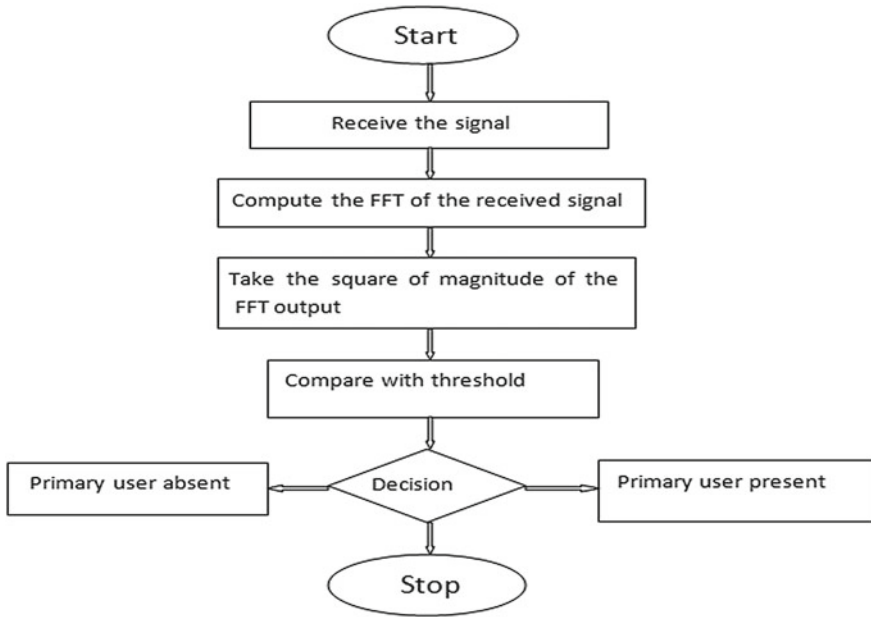 Start
Receive the signal
Compute the FFT of the received signal
Take the square of magnitude of the
FFT output
Compare with threshold
Primary user absent
Decision
Primary user present
Stop